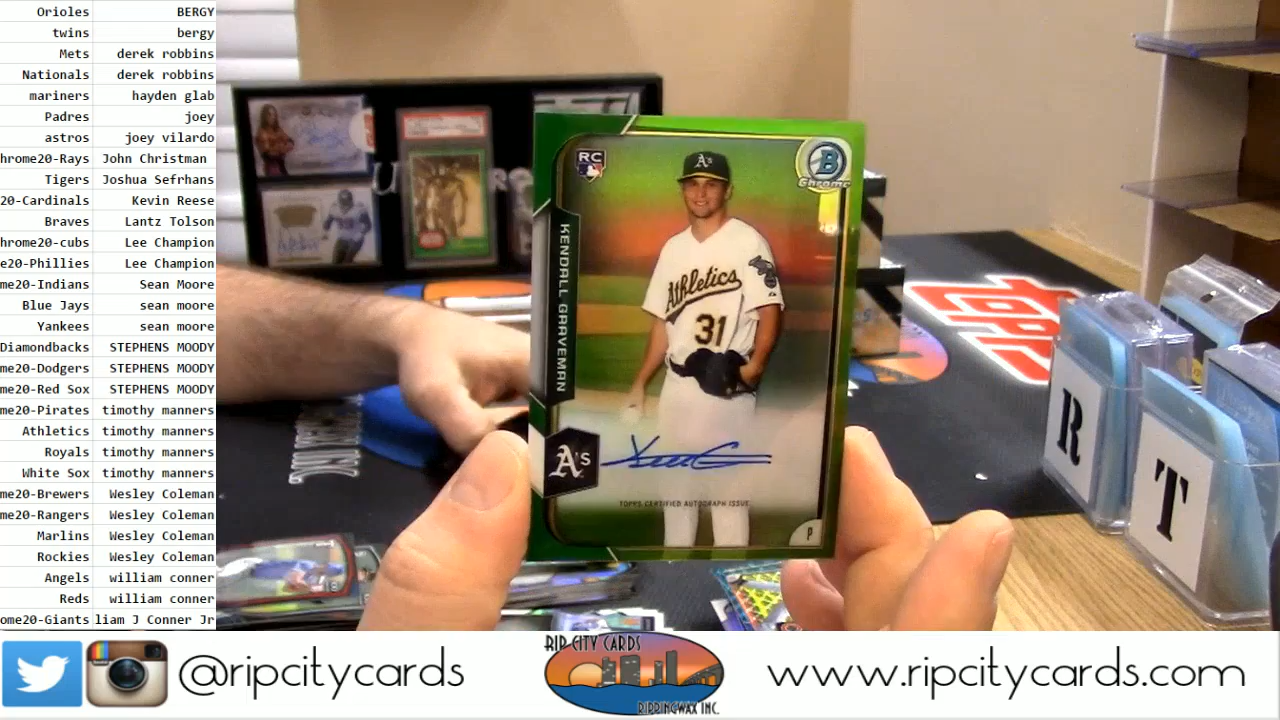 Orioles BERGY
twins bergy
Mets derek robbins
Nationals derek robbins
mariners hayden glab
Padres joey
astros joey vilardo
hrome20-Rays John Christman
Tigers Joshua Sefrhans
20-Cardinals Kevin Reese
Braves Lantz Tolson
hrome20-cubs Lee Champion
me20-Phillies Lee Champion
me20-Indians Sean Moore
Blue Jays sean moore
Yankees sean moore
Diamondbacks STEPHENS MOODY
me20-Dodgers STEPHENS MOODY
me20-Red Sox STEPHENS MOODY
me20-Pirates timothy manners
Athletics timothy manners
Royals timothy manners
White Sox timothy manners
me20-Brewers Wesley Coleman
me20-Rangers Wesley Coleman
Marlins Wesley Coleman
Rockies Wesley Coleman
Angels william conner
Reds william conner
ome20-Giants liam J Conner Jr
RC
B
Chrome
A's
KENDALL GRAVEMAN
Athletics
31
A's
TOPPS CERTIFIED AUTOGRAPH ISSUE
P
TOPPS
R
T
@ripcitycards
RIP CITY CARDS
RIPPINGWAX INC.
www.ripcitycards.com